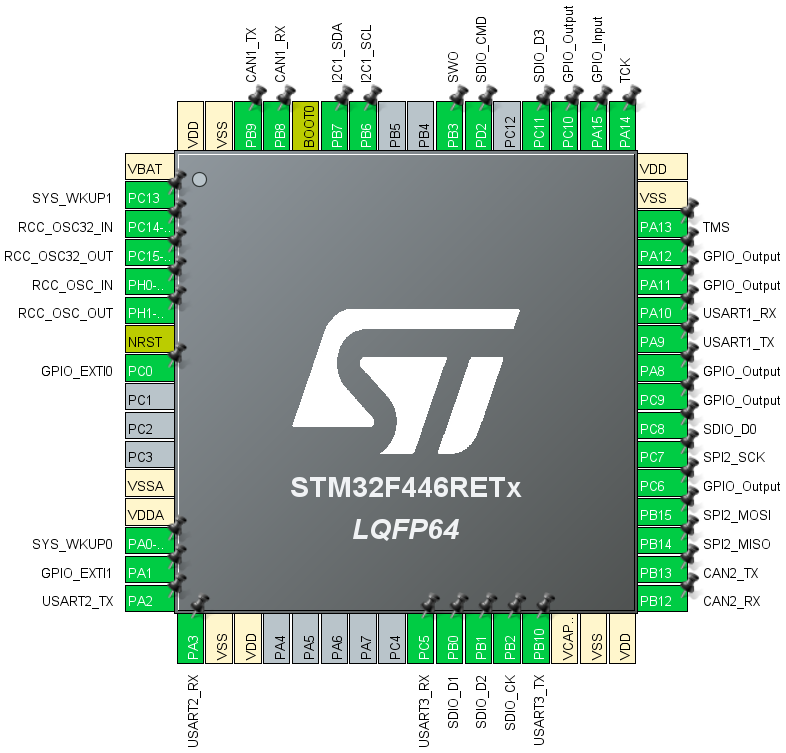 CAN1_TX
CAN1_RX
I2C1_SDA
I2C1_SCL
SWO
SDIO_CMD
SDIO_D3
GPIO_Output
GPIO_Input
TCK
VDD
VSS
PB9
PB8
BOOT0
PB7
PB6
PB5
PB4
PB3
PD2
PC12
PC11
PC10
PA15
PA14
VBAT
SYS_WKUP1 PC13
RCC_OSC32_IN PC14-..
RCC_OSC32_OUT PC15-..
RCC_OSC_IN PH0-..
RCC_OSC_OUT PH1-..
NRST
GPIO_EXTI0 PC0
PC1
PC2
PC3
VSSA
VDDA
SYS_WKUP0 PA0-..
GPIO_EXTI1 PA1
USART2_TX PA2
ST
STM32F446RETx
LQFP64
VDD
VSS
PA13 TMS
PA12 GPIO_Output
PA11 GPIO_Output
PA10 USART1_RX
PA9 USART1_TX
PA8 GPIO_Output
PC9 GPIO_Output
PC8 SDIO_D0
PC7 SPI2_SCK
PC6 GPIO_Output
PB15 SPI2_MOSI
PB14 SPI2_MISO
PB13 CAN2_TX
PB12 CAN2_RX
PA3
VSS
VDD
PA4
PA5
PA6
PA7
PC4
PC5
PB0
PB1
PB2
PB10
VCAP..
VSS
VDD
USART2_RX
USART3_RX
SDIO_D1
SDIO_D2
SDIO_CK
USART3_TX